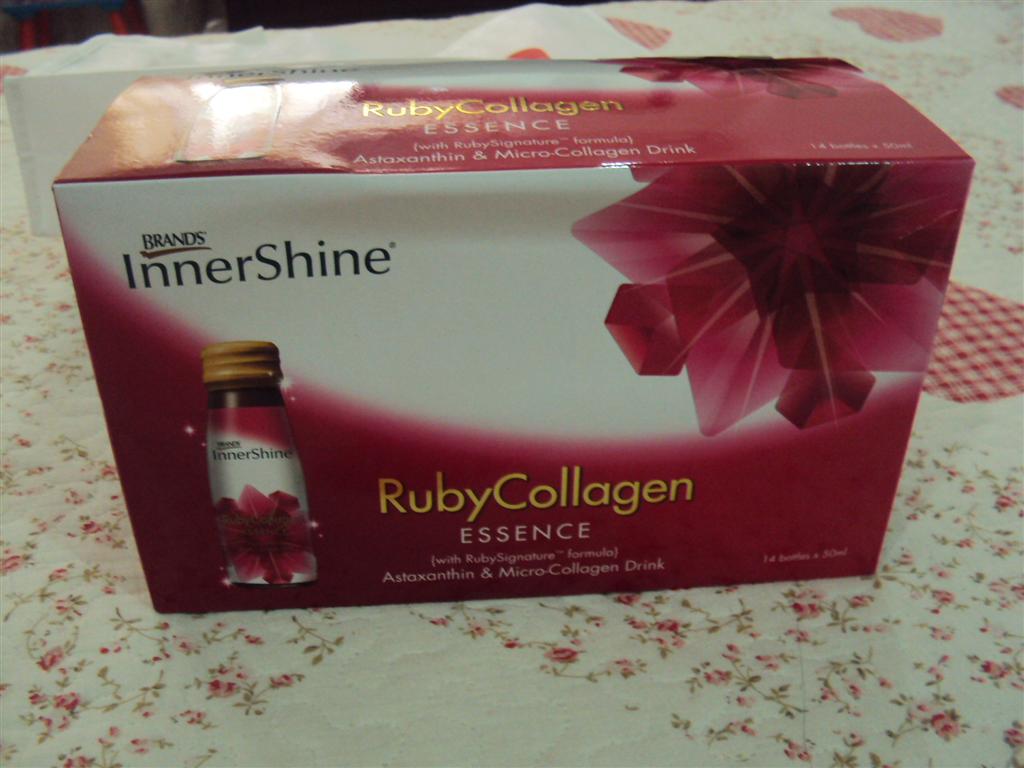 RubyCollagen
ESSENCE
{with RubySignature™ formula}
Astaxanthin & Micro-Collagen Drink
14 bottles x 50ml
BRAND'S
InnerShine®
BRAND'S
InnerShine
RubyCollagen
ESSENCE
{with RubySignature™ formula}
Astaxanthin & Micro-Collagen Drink
14 bottles x 50ml